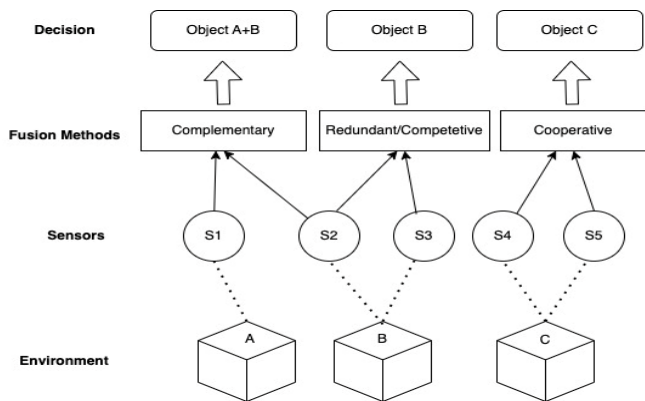 Decision
Object A+B
Object B
Object C
Fusion Methods
Complementary
Redundant/Competetive
Cooperative
Sensors
S1
S2
S3
S4
S5
Environment
A
B
C